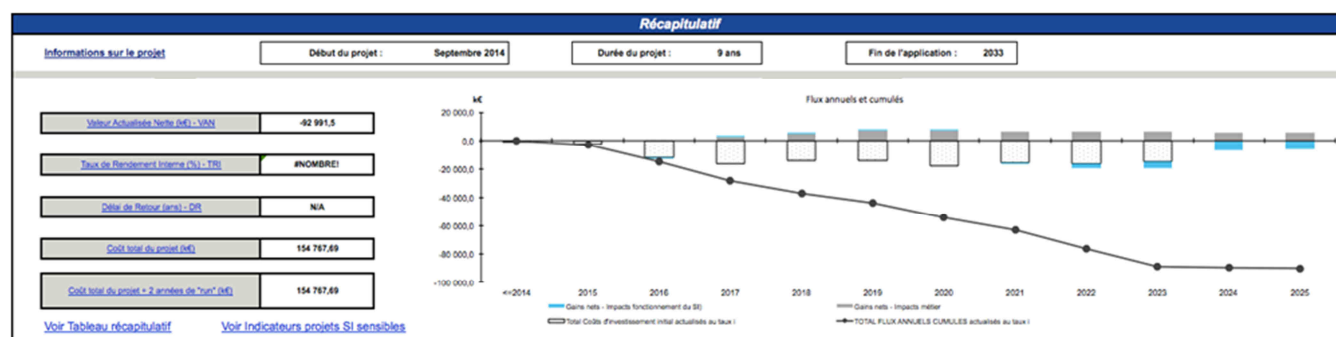 Récapitulatif
Informations sur le projet
Début du projet : Septembre 2014
Durée du projet : 9 ans
Fin de l'application : 2033
k€
Flux annuels et cumulés
Valeur Actualisée Nette (k€) - VAN -92 991,5
Taux de Rendement Interne (%) - TRI #NOMBRE!
Délai de Retour (ans) - DR N/A
Coût total du projet (k€) 154 767,69
Coût total du projet + 2 années de "run" (k€) 154 767,69
20 000,0
0,0
-20 000,0
-40 000,0
-60 000,0
-80 000,0
-100 000,0
<=2014 2015 2016 2017 2018 2019 2020 2021 2022 2023 2024 2025
Gains nets - Impacts fonctionnement du SI)
Gains nets - Impacts métier
Total Coûts d'investissement initial actualisés au taux i
TOTAL FLUX ANNUELS CUMULES actualisés au taux i
Voir Tableau récapitulatif
Voir Indicateurs projets SI sensibles